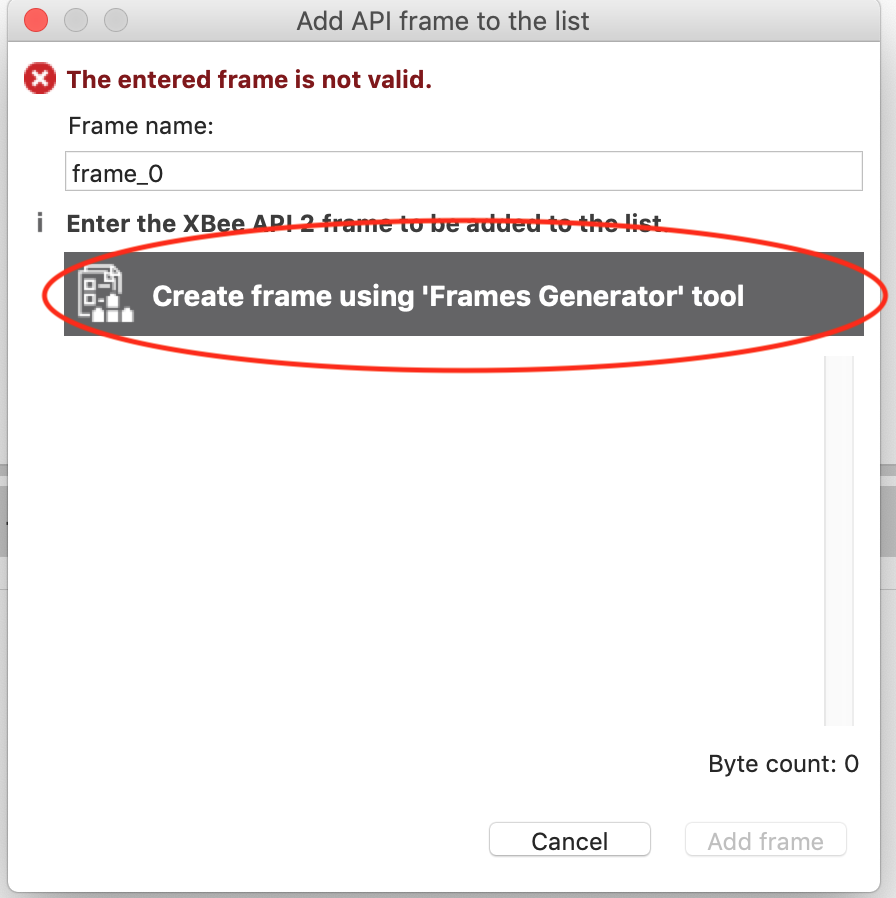 Add API frame to the list
The entered frame is not valid.
Frame name:
frame_0
i Enter the XBee API 2 frame to be added to the list.
Create frame using 'Frames Generator' tool
Byte count: 0
Cancel
Add frame